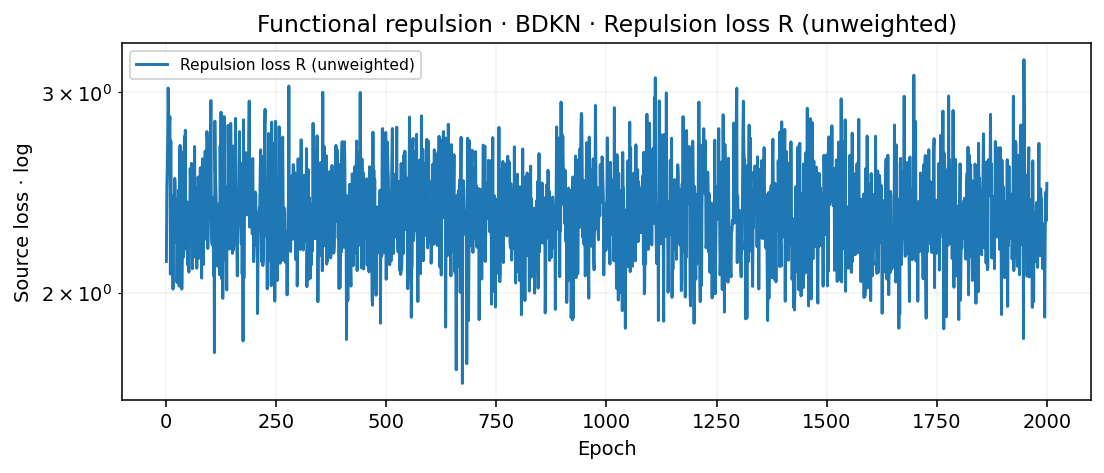 Functional repulsion · BDKN · Repulsion loss R (unweighted)
Repulsion loss R (unweighted)
3 × 10⁰
2 × 10⁰
Source loss · log
0 250 500 750 1000 1250 1500 1750 2000
Epoch